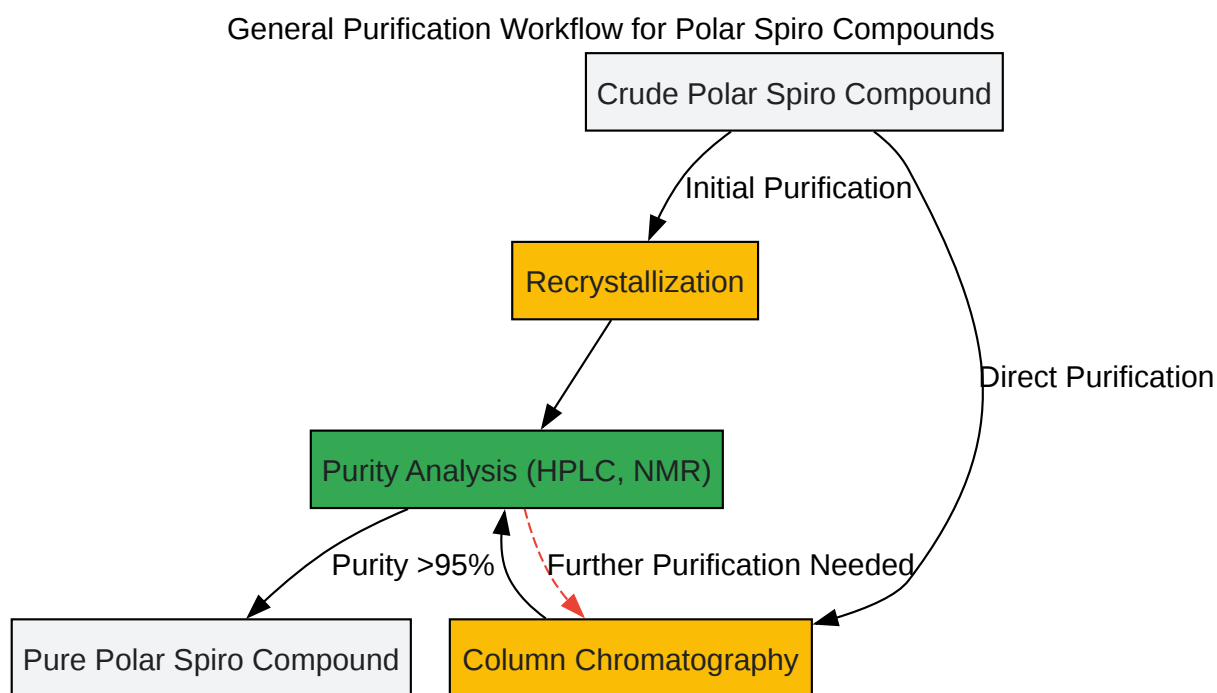 General Purification Workflow for Polar Spiro Compounds
Crude Polar Spiro Compound
Initial Purification
Recrystallization
Direct Purification
Purity Analysis (HPLC, NMR)
Purity >95%
Further Purification Needed
Pure Polar Spiro Compound
Column Chromatography